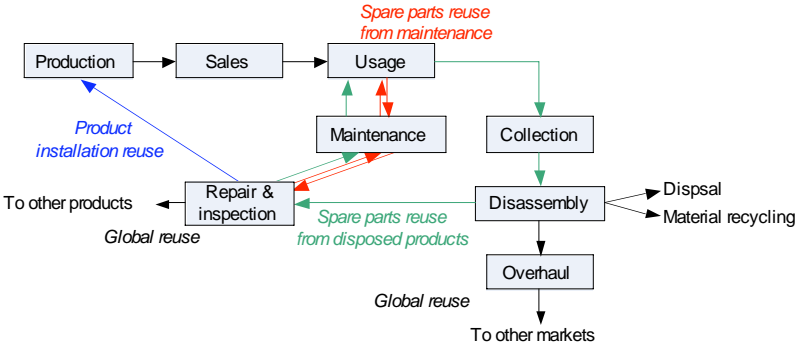 Spare parts reuse
from maintenance
Production
Sales
Usage
Product
installation reuse
Maintenance
Collection
Repair &
inspection
To other products
Global reuse
Spare parts reuse
from disposed products
Disassembly
Dispsal
Material recycling
Overhaul
Global reuse
To other markets